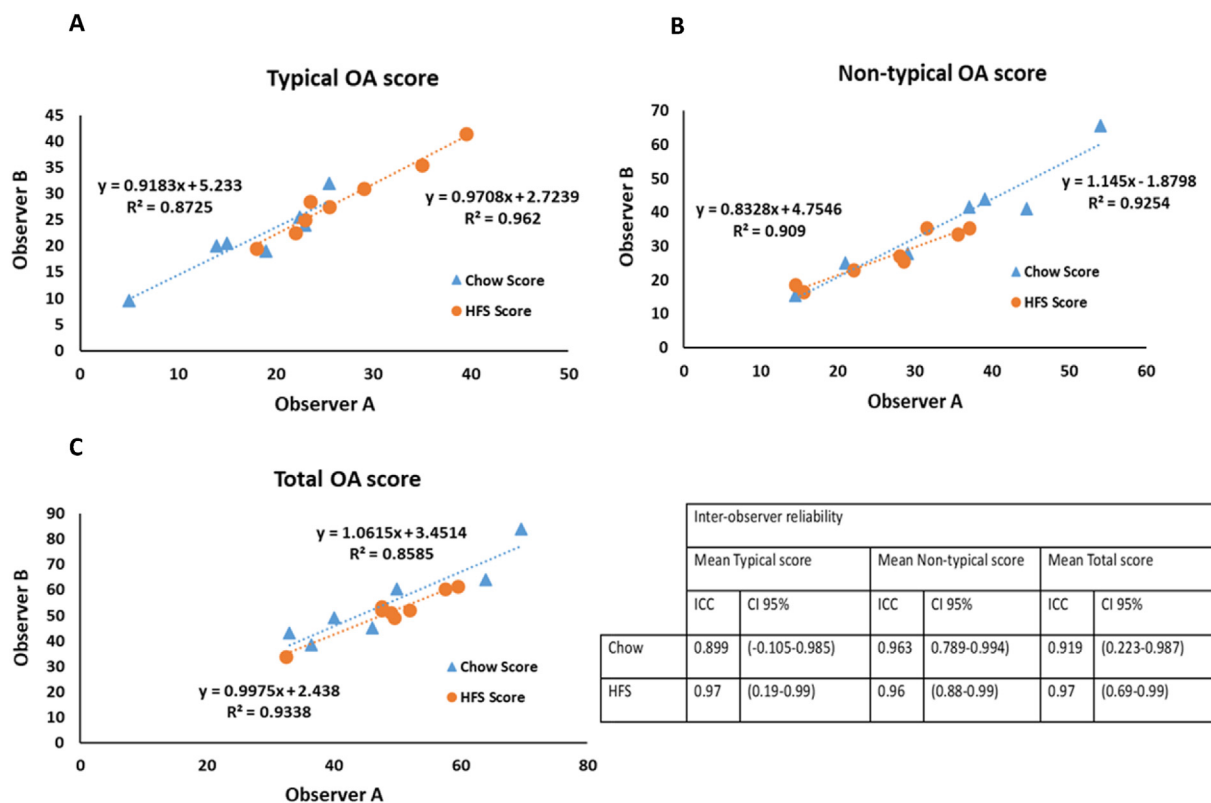 A
Typical OA score
45
40
35
30
25
20
15
10
5
0
Observer B
y = 0.9183x + 5.233
R² = 0.8725
y = 0.9708x + 2.7239
R² = 0.962
Chow Score
HFS Score
0 10 20 30 40 50
Observer A
B
Non-typical OA score
70
60
50
40
30
20
10
0
Observer B
y = 0.8328x + 4.7546
R² = 0.909
y = 1.145x - 1.8798
R² = 0.9254
Chow Score
HFS Score
0 10 20 30 40 50 60
Observer A
C
Total OA score
90
80
70
60
50
40
30
20
10
0
Observer B
y = 1.0615x + 3.4514
R² = 0.8585
y = 0.9975x + 2.438
R² = 0.9338
Chow Score
HFS Score
0 20 40 60 80
Observer A
Inter-observer reliability
Mean Typical score Mean Non-typical score Mean Total score
ICC CI 95% ICC CI 95% ICC CI 95%
Chow 0.899 (-0.105-0.985) 0.963 0.789-0.994) 0.919 (0.223-0.987)
HFS 0.97 (0.19-0.99) 0.96 (0.88-0.99) 0.97 (0.69-0.99)